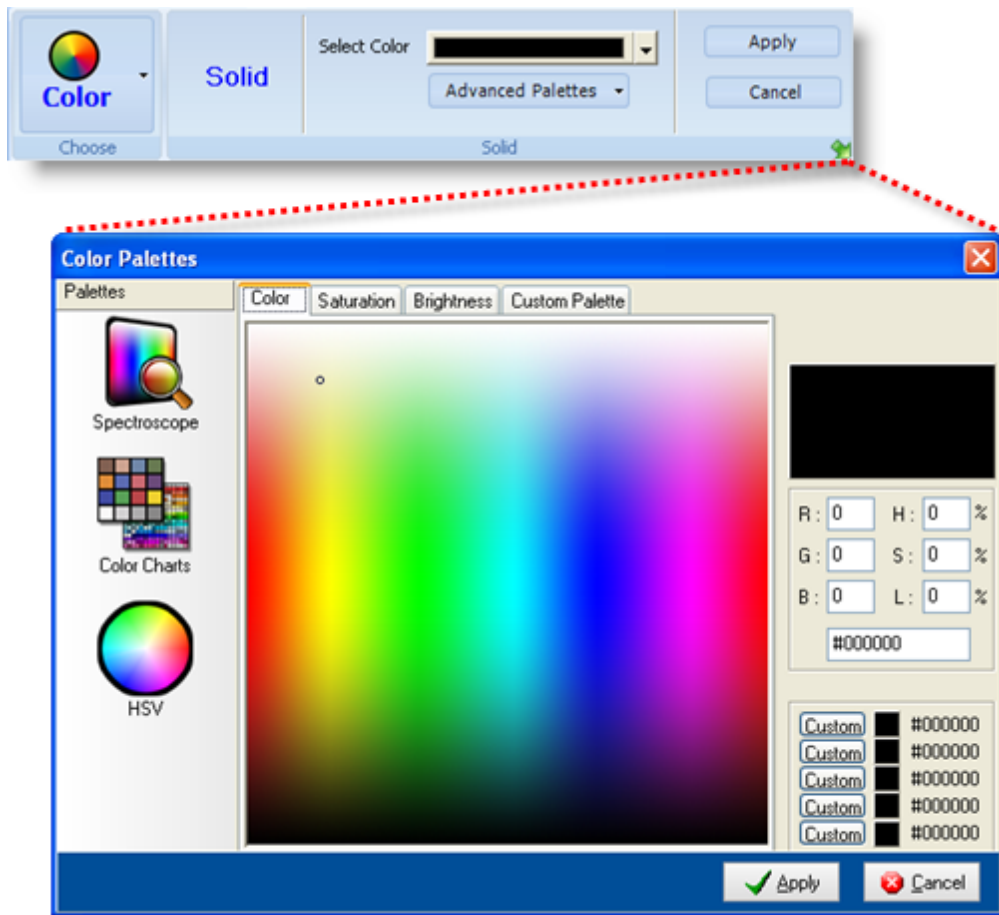 Color
Choose
Solid
Select Color
Advanced Palettes
Apply
Cancel
Solid
Color Palettes
Palettes
Spectroscope
Color Charts
HSV
Color Saturation Brightness Custom Palette
R : 0 H : 0 %
G : 0 S : 0 %
B : 0 L : 0 %
#000000
Custom #000000
Custom #000000
Custom #000000
Custom #000000
Custom #000000
Apply Cancel